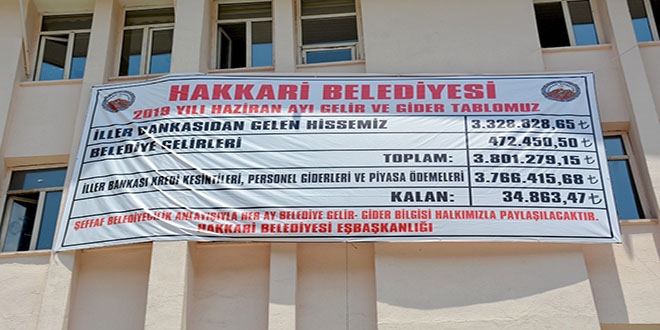 HAKKARİ BELEDİYESİ
2019 YILI HAZİRAN AYI GELİR VE GİDER TABLOMUZ
İLLER BANKASIDAN GELEN HİSSEMİZ 3.328.828,65 ₺
BELEDİYE GELİRLERİ 472.450,50 ₺
TOPLAM: 3.801.279,15 ₺
İLLER BANKASI KREDİ KESİNTİLERİ, PERSONEL GİDERLERİ VE PİYASA ÖDEMELERİ 3.766.415,68 ₺
KALAN: 34.863,47 ₺
ŞEFFAF BELEDİYECİLİK ANLAYIŞIYLA HER AY BELEDİYE GELİR- GİDER BİLGİSİ HALKIMIZLA PAYLAŞILACAKTIR.
HAKKARİ BELEDİYESİ EŞBAŞKANLIĞI